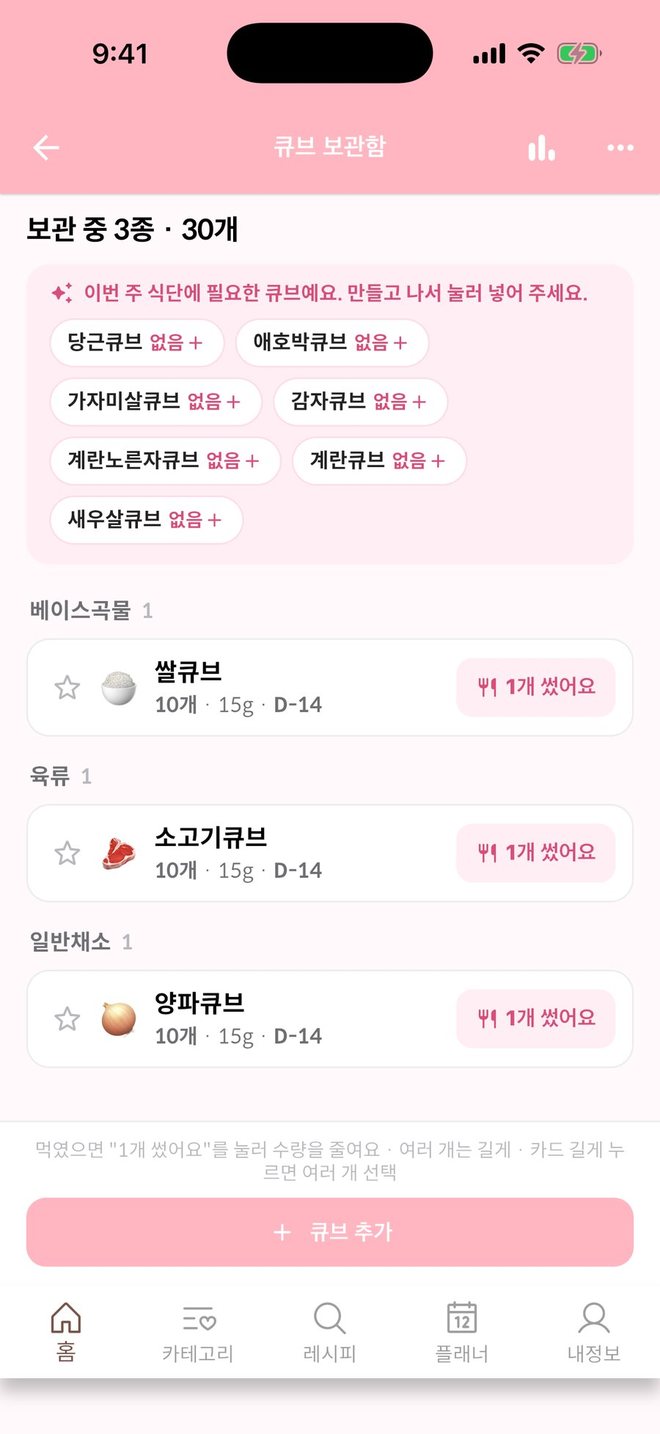 9:41
큐브 보관함
보관 중 3종 · 30개
이번 주 식단에 필요한 큐브예요. 만들고 나서 눌러 넣어 주세요.
당근큐브 없음 + 애호박큐브 없음 +
가자미살큐브 없음 + 감자큐브 없음 +
계란노른자큐브 없음 + 계란큐브 없음 +
새우살큐브 없음 +
베이스곡물 1
쌀큐브
10개 · 15g · D-14
1개 썼어요
육류 1
소고기큐브
10개 · 15g · D-14
1개 썼어요
일반채소 1
양파큐브
10개 · 15g · D-14
1개 썼어요
먹였으면 "1개 썼어요"를 눌러 수량을 줄여요 · 여러 개는 길게 · 카드 길게 누
르면 여러 개 선택
+ 큐브 추가
12
홈 카테고리 레시피 플래너 내정보